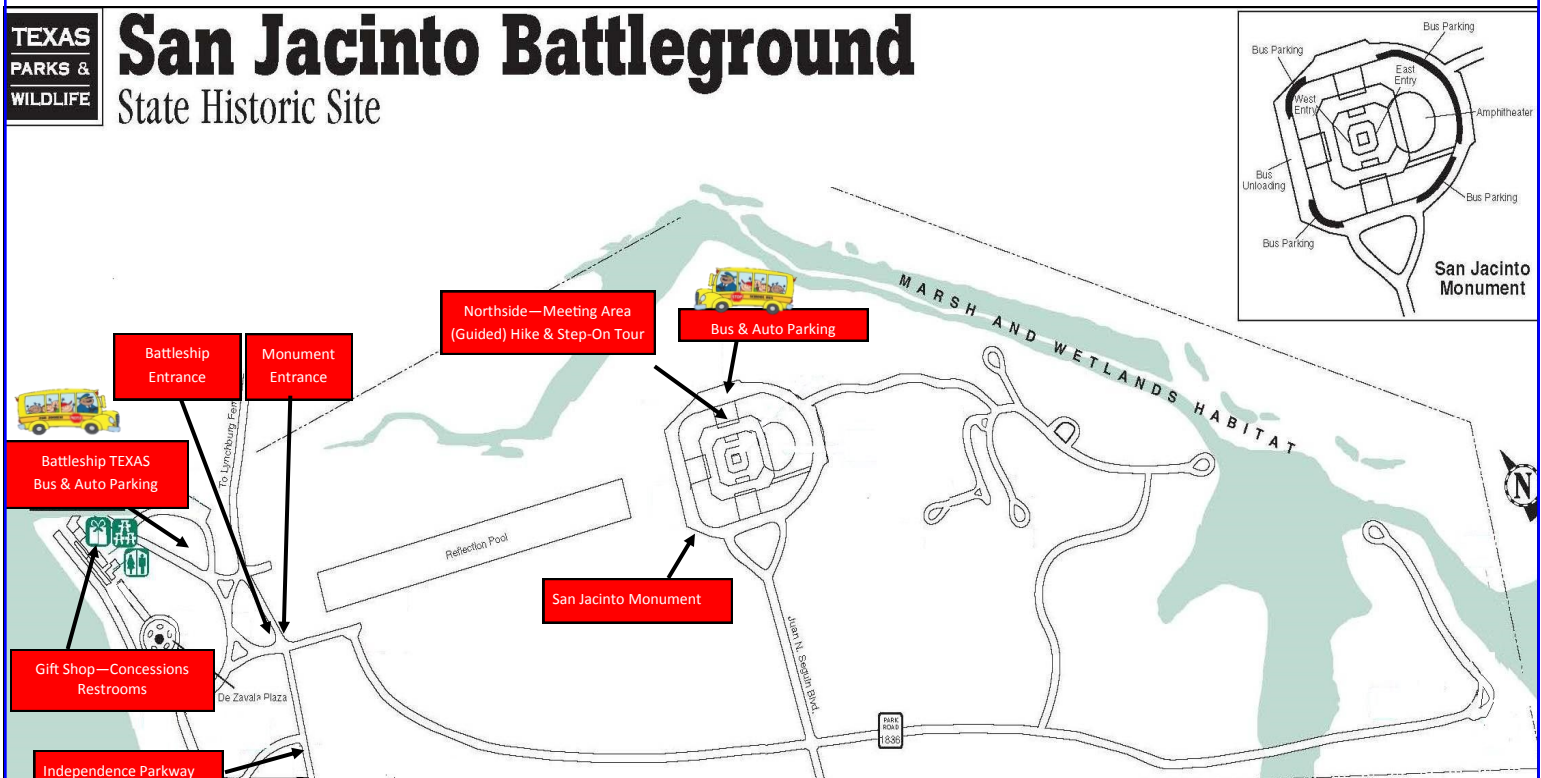 TEXAS
PARKS &
WILDLIFE
San Jacinto Battleground
State Historic Site
Bus Parking
Bus Parking
East
Entry
West
Entry
Amphitheater
Bus
Unloading
Bus Parking
Bus Parking
San Jacinto
Monument
MARSH AND WETLANDS HABITAT
Northside—Meeting Area
(Guided) Hike & Step-On Tour
Bus & Auto Parking
Battleship
Entrance
Monument
Entrance
To Lynchburg
Battleship TEXAS
Bus & Auto Parking
N
Reflection Pool
San Jacinto Monument
Juan N. Seguin Blvd.
Gift Shop—Concessions
Restrooms
De Zavala Plaza
PARK
ROAD
1836
Independence Parkway